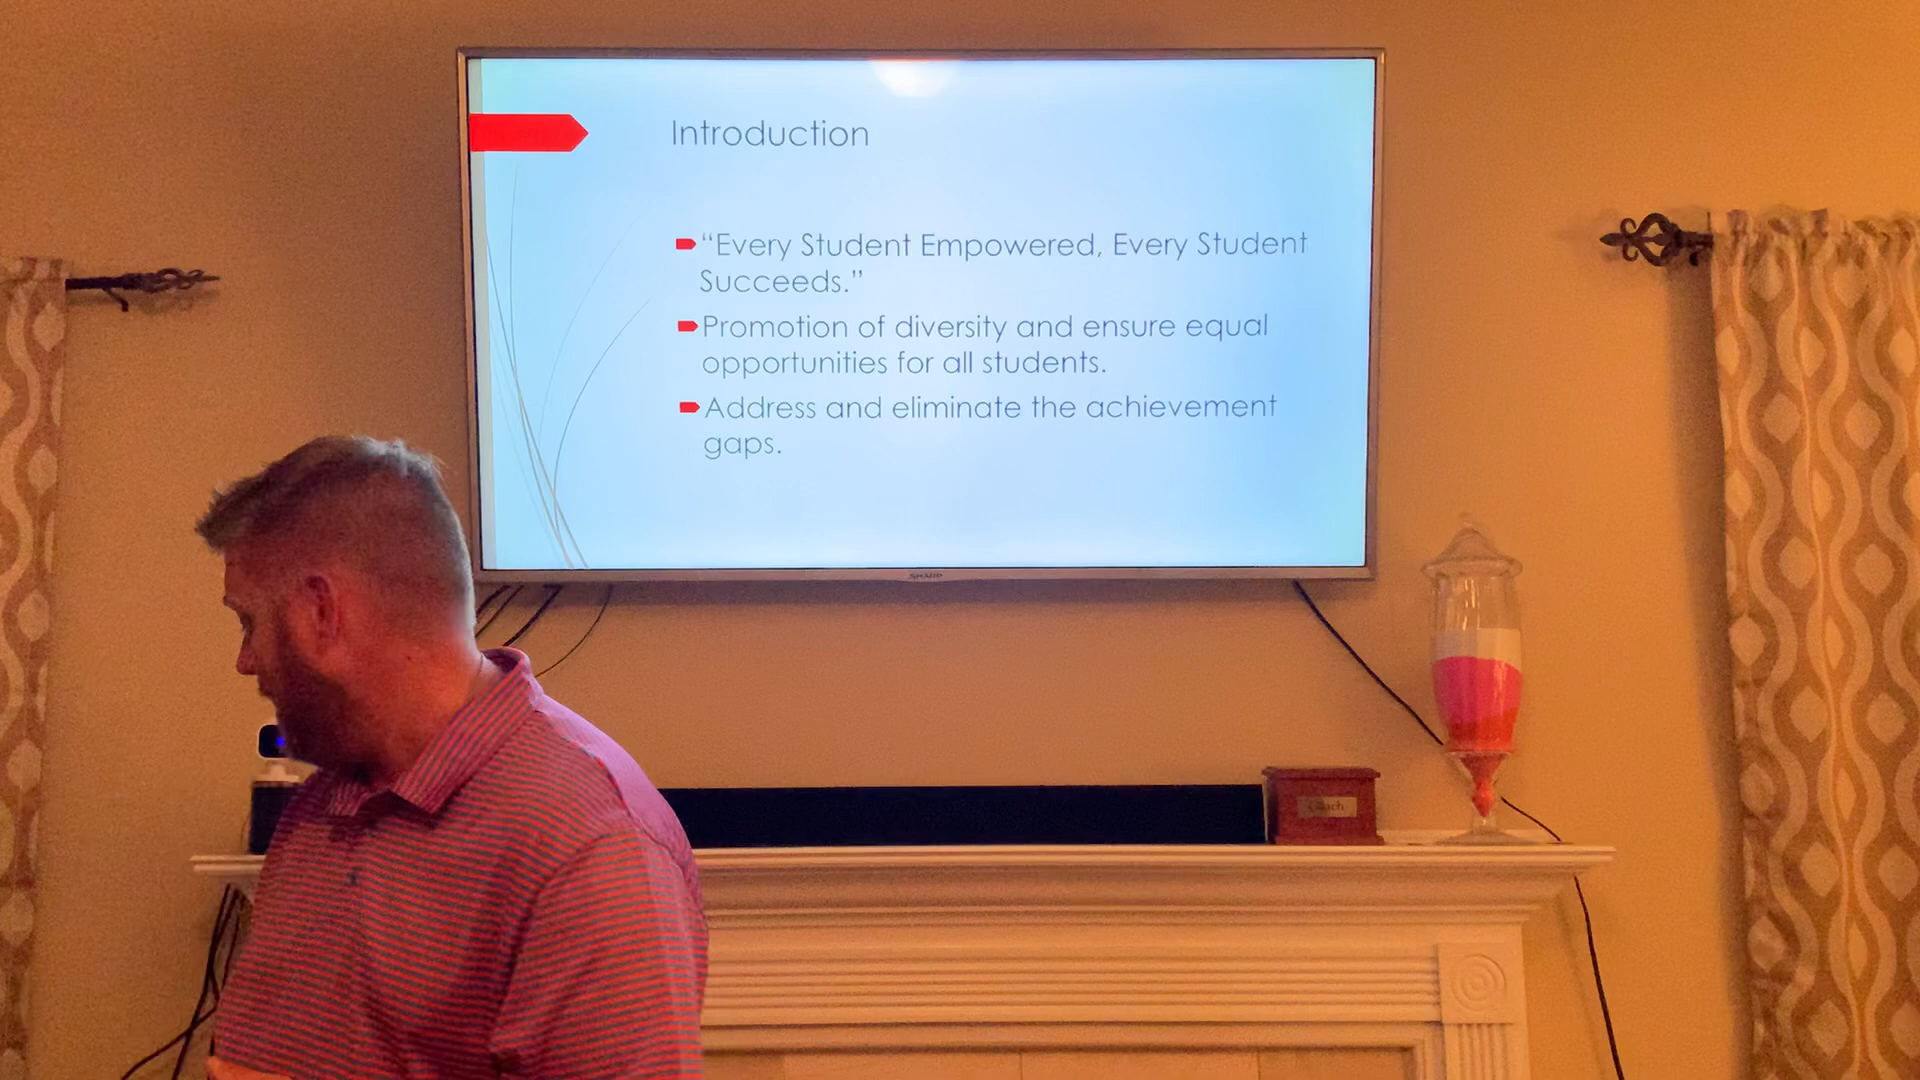 Introduction
“Every Student Empowered, Every Student
Succeeds.”
Promotion of diversity and ensure equal
opportunities for all students.
Address and eliminate the achievement
gaps.
SHARP